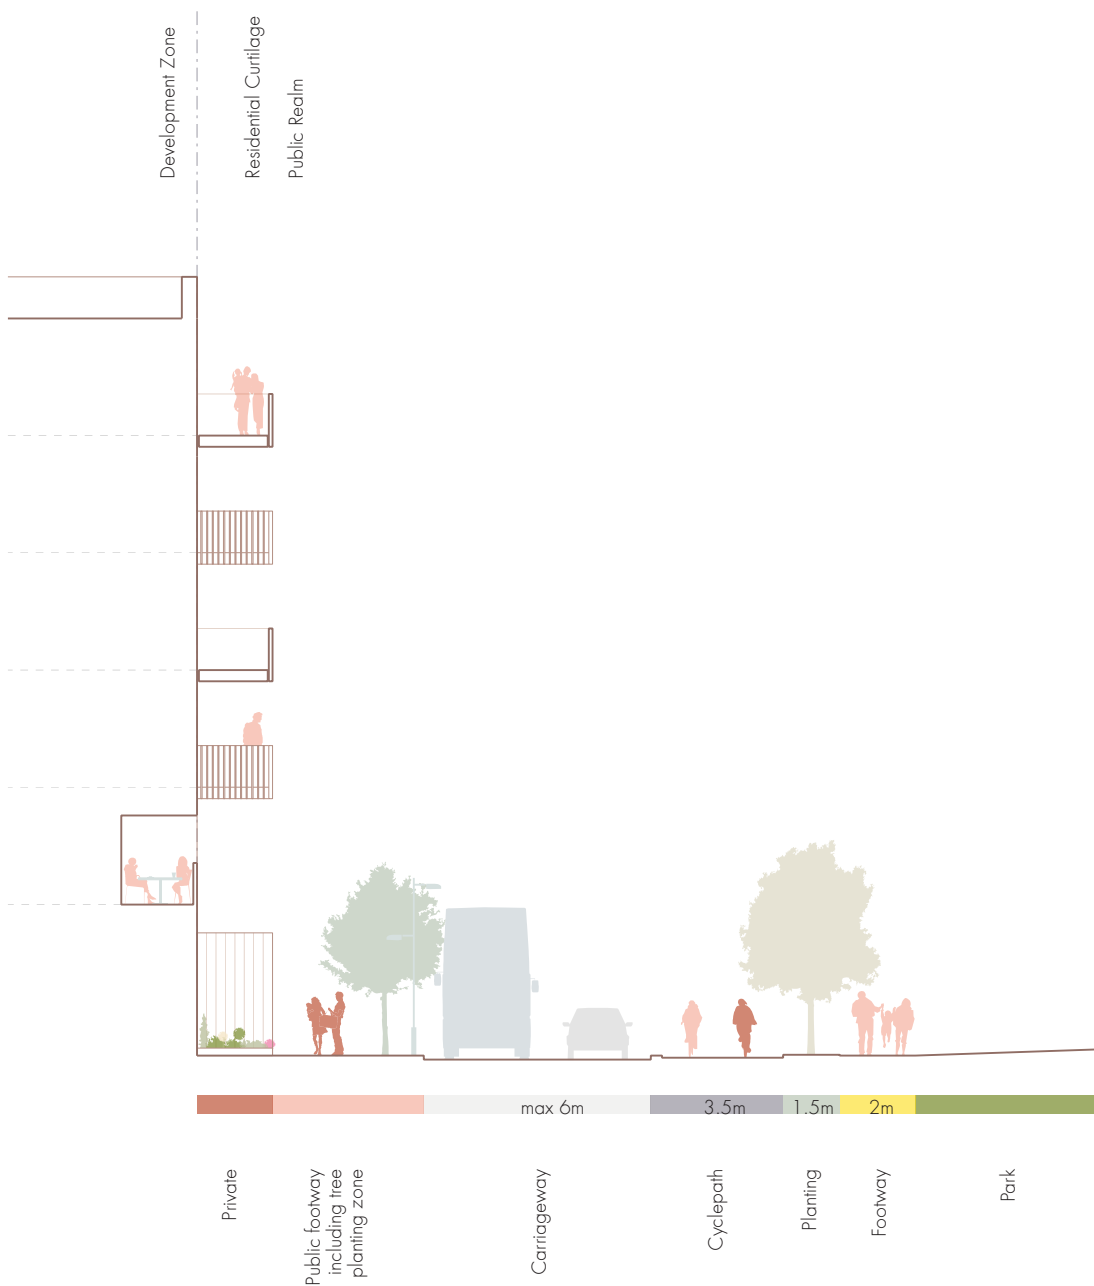 Development Zone
Residential Curtilage
Public Realm
max 6m
3.5m
1.5m
2m
Private
Public footway
including tree
planting zone
Carriageway
Cyclepath
Planting
Footway
Park